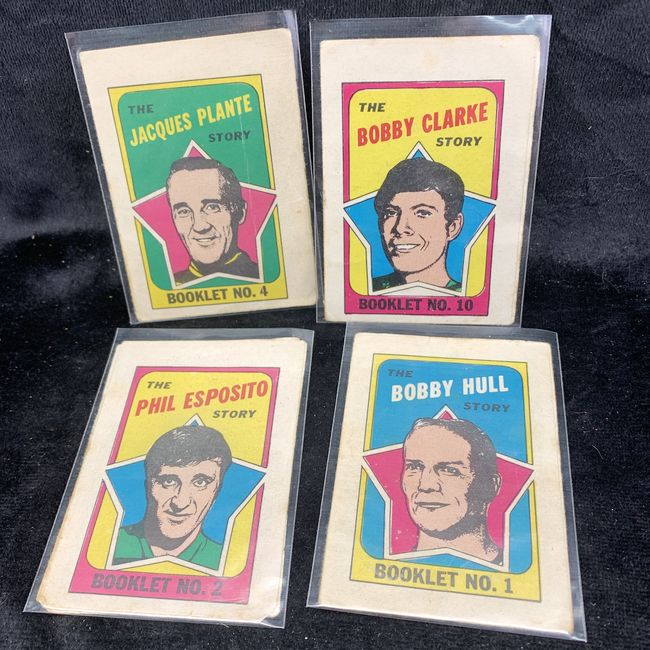 THE
JACQUES PLANTE
STORY
BOOKLET NO. 4
THE
BOBBY CLARKE
STORY
BOOKLET NO. 10
THE
PHIL ESPOSITO
STORY
BOOKLET NO. 2
THE
BOBBY HULL
STORY
BOOKLET NO. 1